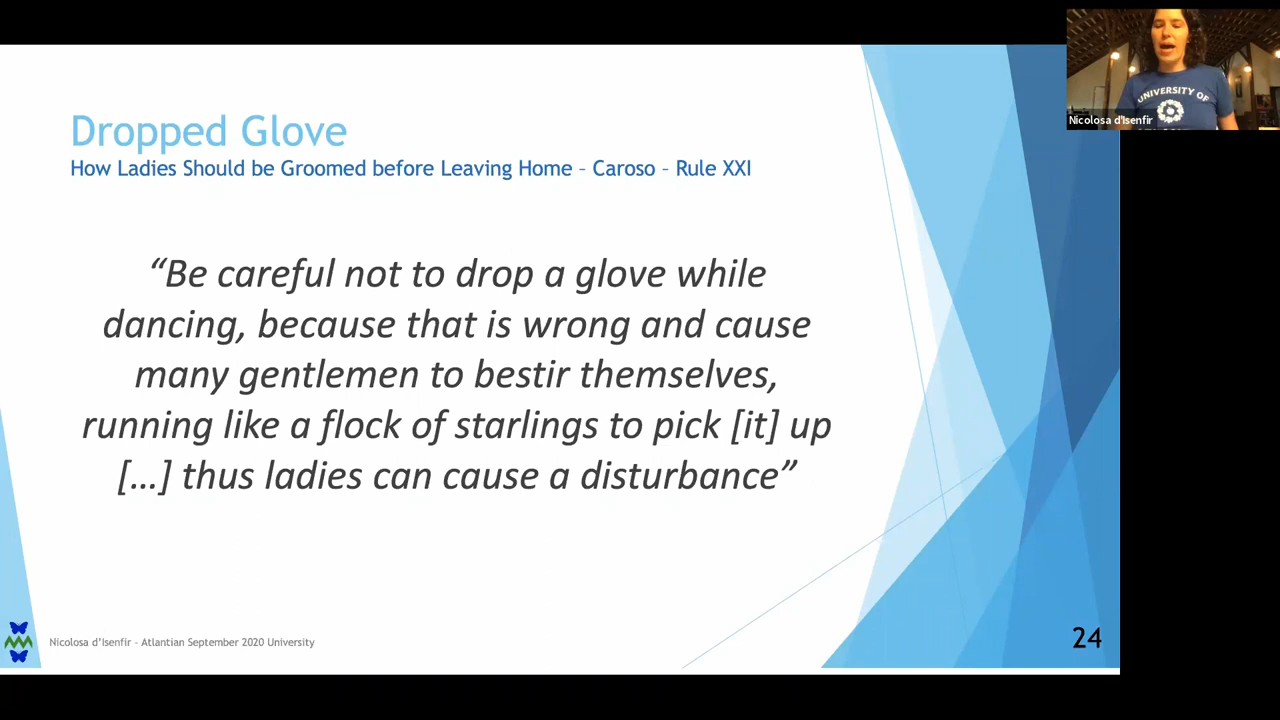 Dropped Glove
How Ladies Should be Groomed before Leaving Home – Caroso – Rule XXI
“Be careful not to drop a glove while
dancing, because that is wrong and cause
many gentlemen to bestir themselves,
running like a flock of starlings to pick [it] up
[…] thus ladies can cause a disturbance”
Nicolosa d’Isenfir - Atlantian September 2020 University
24
UNIVERSITY OF
Nicolosa d'Isenfir